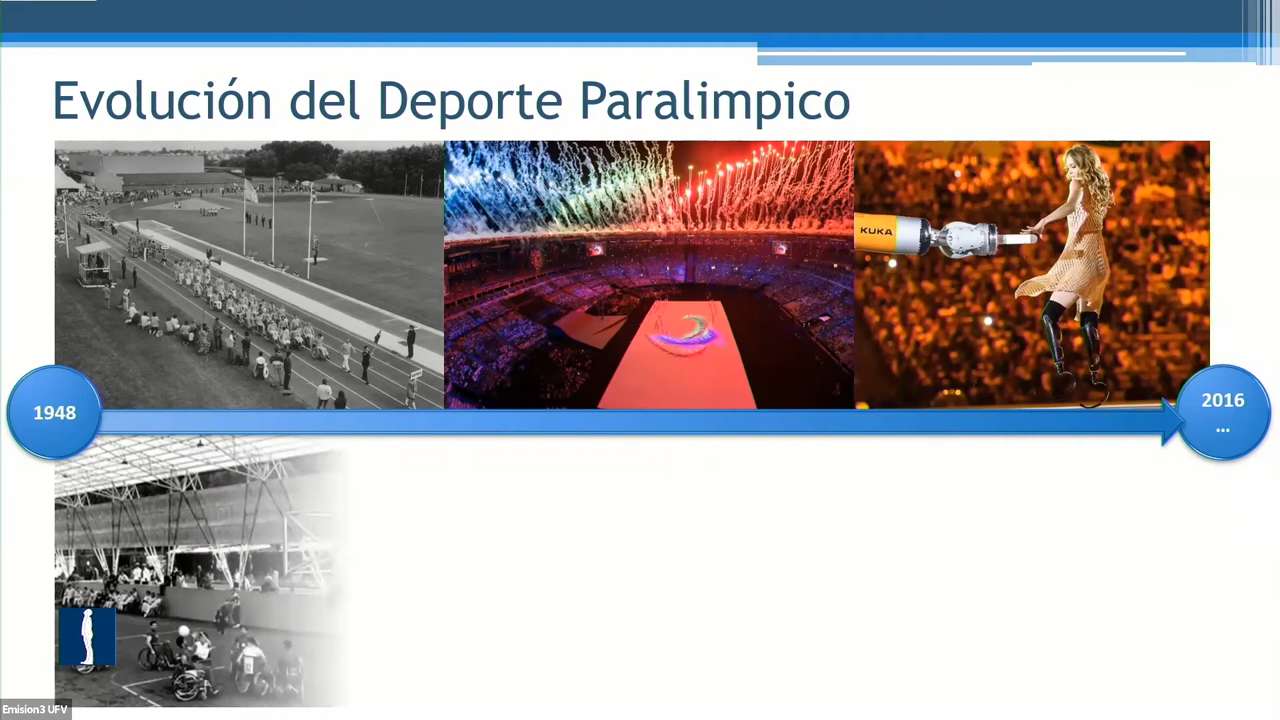 Evolución del Deporte Paralimpico
KUKA
1948
2016
...
Emision3 UFV